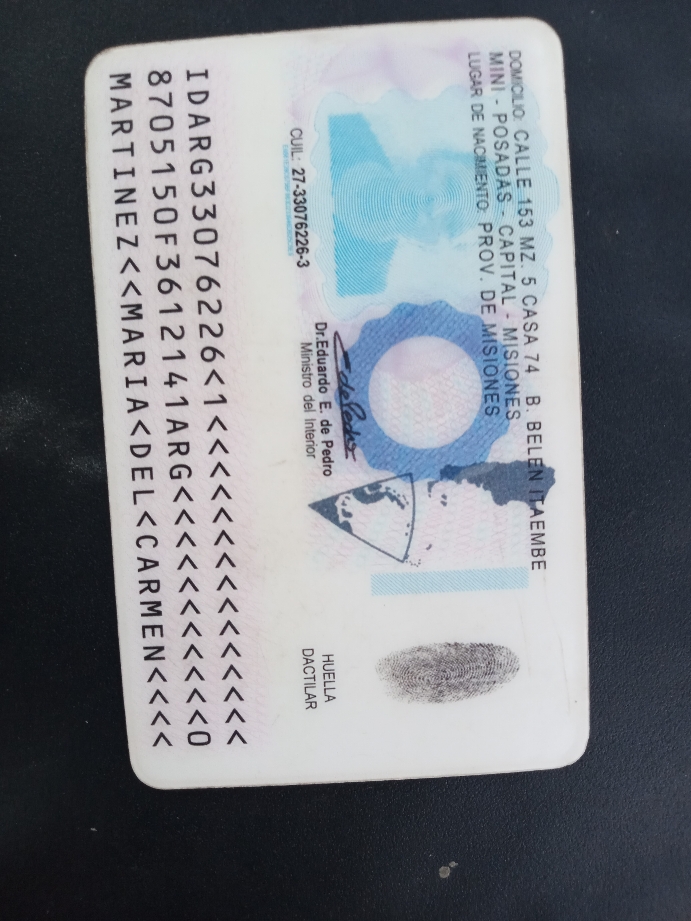 DOMICILIO: CALLE 153 MZ. 5 CASA 74 B. BELEN ITAEMBE
MINI - POSADAS - CAPITAL - MISIONES
LUGAR DE NACIMIENTO: PROV. DE MISIONES
CUIL: 27-33076226-3
Dr. Eduardo E. de Pedro
Ministro del Interior
HUELLA
DACTILAR
IDARG33076226<1<<<<<<<<<<<<<<<
8705150F3612141ARG<<<<<<<<<<<0
MARTINEZ<<MARIA<DEL<CARMEN<<<<